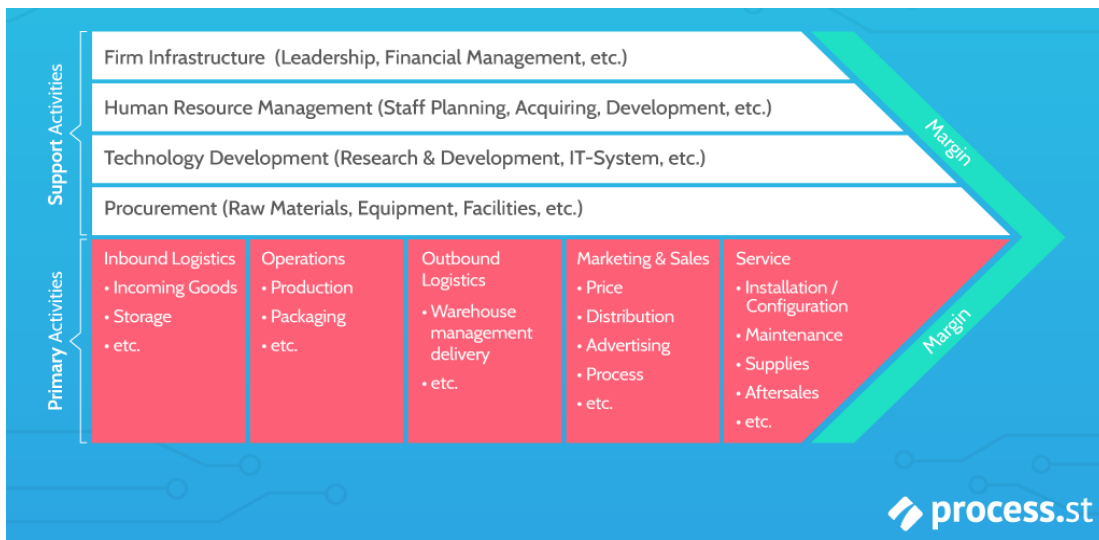 Support Activities
Firm Infrastructure (Leadership, Financial Management, etc.)
Human Resource Management (Staff Planning, Acquiring, Development, etc.)
Technology Development (Research & Development, IT-System, etc.)
Procurement (Raw Materials, Equipment, Facilities, etc.)
Margin
Primary Activities
Inbound Logistics
• Incoming Goods
• Storage
• etc.
Operations
• Production
• Packaging
• etc.
Outbound
Logistics
• Warehouse
management
delivery
• etc.
Marketing & Sales
• Price
• Distribution
• Advertising
• Process
• etc.
Service
• Installation /
Configuration
• Maintenance
• Supplies
• Aftersales
• etc.
Margin
process.st